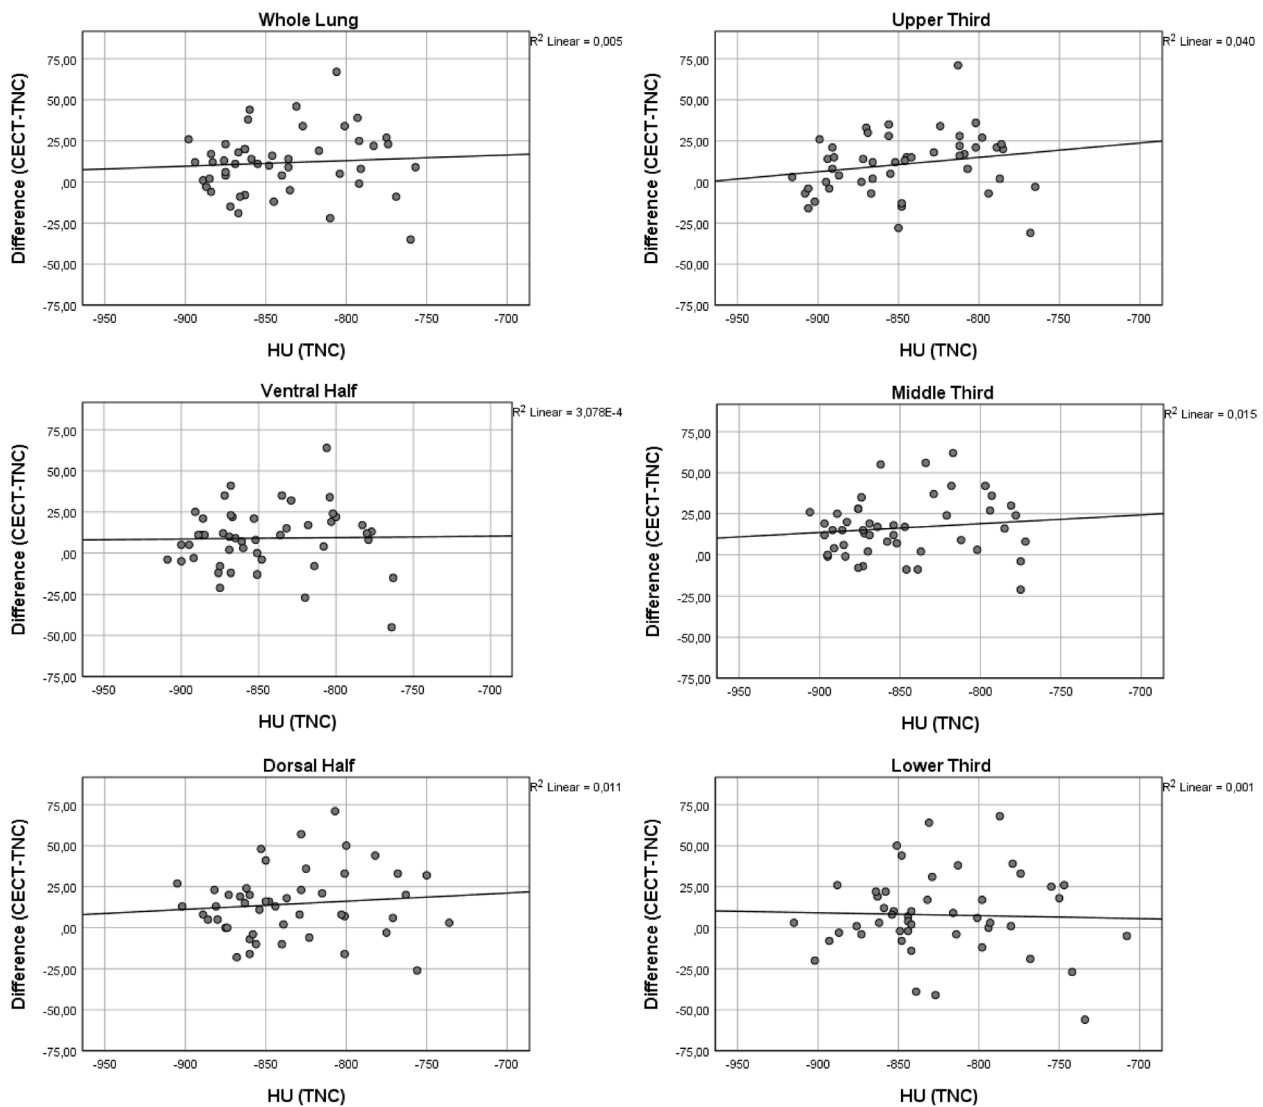 Whole Lung
R2 Linear = 0,005
Difference (CECT-TNC)
75,00
50,00
25,00
,00
-25,00
-50,00
-75,00
-950 -900 -850 -800 -750 -700
HU (TNC)
Upper Third
R2 Linear = 0,040
Difference (CECT-TNC)
75,00
50,00
25,00
,00
-25,00
-50,00
-75,00
-950 -900 -850 -800 -750 -700
HU (TNC)
Ventral Half
R2 Linear = 3,078E-4
Difference (CECT-TNC)
75,00
50,00
25,00
,00
-25,00
-50,00
-75,00
-950 -900 -850 -800 -750 -700
HU (TNC)
Middle Third
R2 Linear = 0,015
Difference (CECT-TNC)
75,00
50,00
25,00
,00
-25,00
-50,00
-75,00
-950 -900 -850 -800 -750 -700
HU (TNC)
Dorsal Half
R2 Linear = 0,011
Difference (CECT-TNC)
75,00
50,00
25,00
,00
-25,00
-50,00
-75,00
-950 -900 -850 -800 -750 -700
HU (TNC)
Lower Third
R2 Linear = 0,001
Difference (CECT-TNC)
75,00
50,00
25,00
,00
-25,00
-50,00
-75,00
-950 -900 -850 -800 -750 -700
HU (TNC)